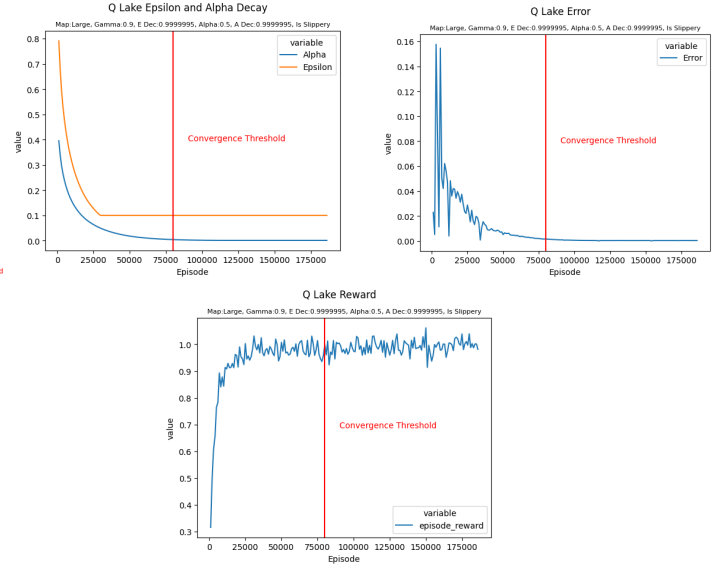 Q Lake Epsilon and Alpha Decay
Map:Large, Gamma:0.9, E Dec:0.9999995, Alpha:0.5, A Dec:0.9999995, Is Slippery
variable
Alpha
Epsilon
Convergence Threshold
value
0.8
0.7
0.6
0.5
0.4
0.3
0.2
0.1
0.0
0
25000
50000
75000
100000
125000
150000
175000
Episode
Q Lake Error
Map:Large, Gamma:0.9, E Dec:0.9999995, Alpha:0.5, A Dec:0.9999995, Is Slippery
variable
Error
Convergence Threshold
value
0.16
0.14
0.12
0.10
0.08
0.06
0.04
0.02
0.00
0
25000
50000
75000
100000
125000
150000
175000
Episode
Q Lake Reward
Map:Large, Gamma:0.9, E Dec:0.9999995, Alpha:0.5, A Dec:0.9999995, Is Slippery
Convergence Threshold
value
1.0
0.9
0.8
0.7
0.6
0.5
0.4
0.3
variable
episode_reward
0
25000
50000
75000
100000
125000
150000
175000
Episode